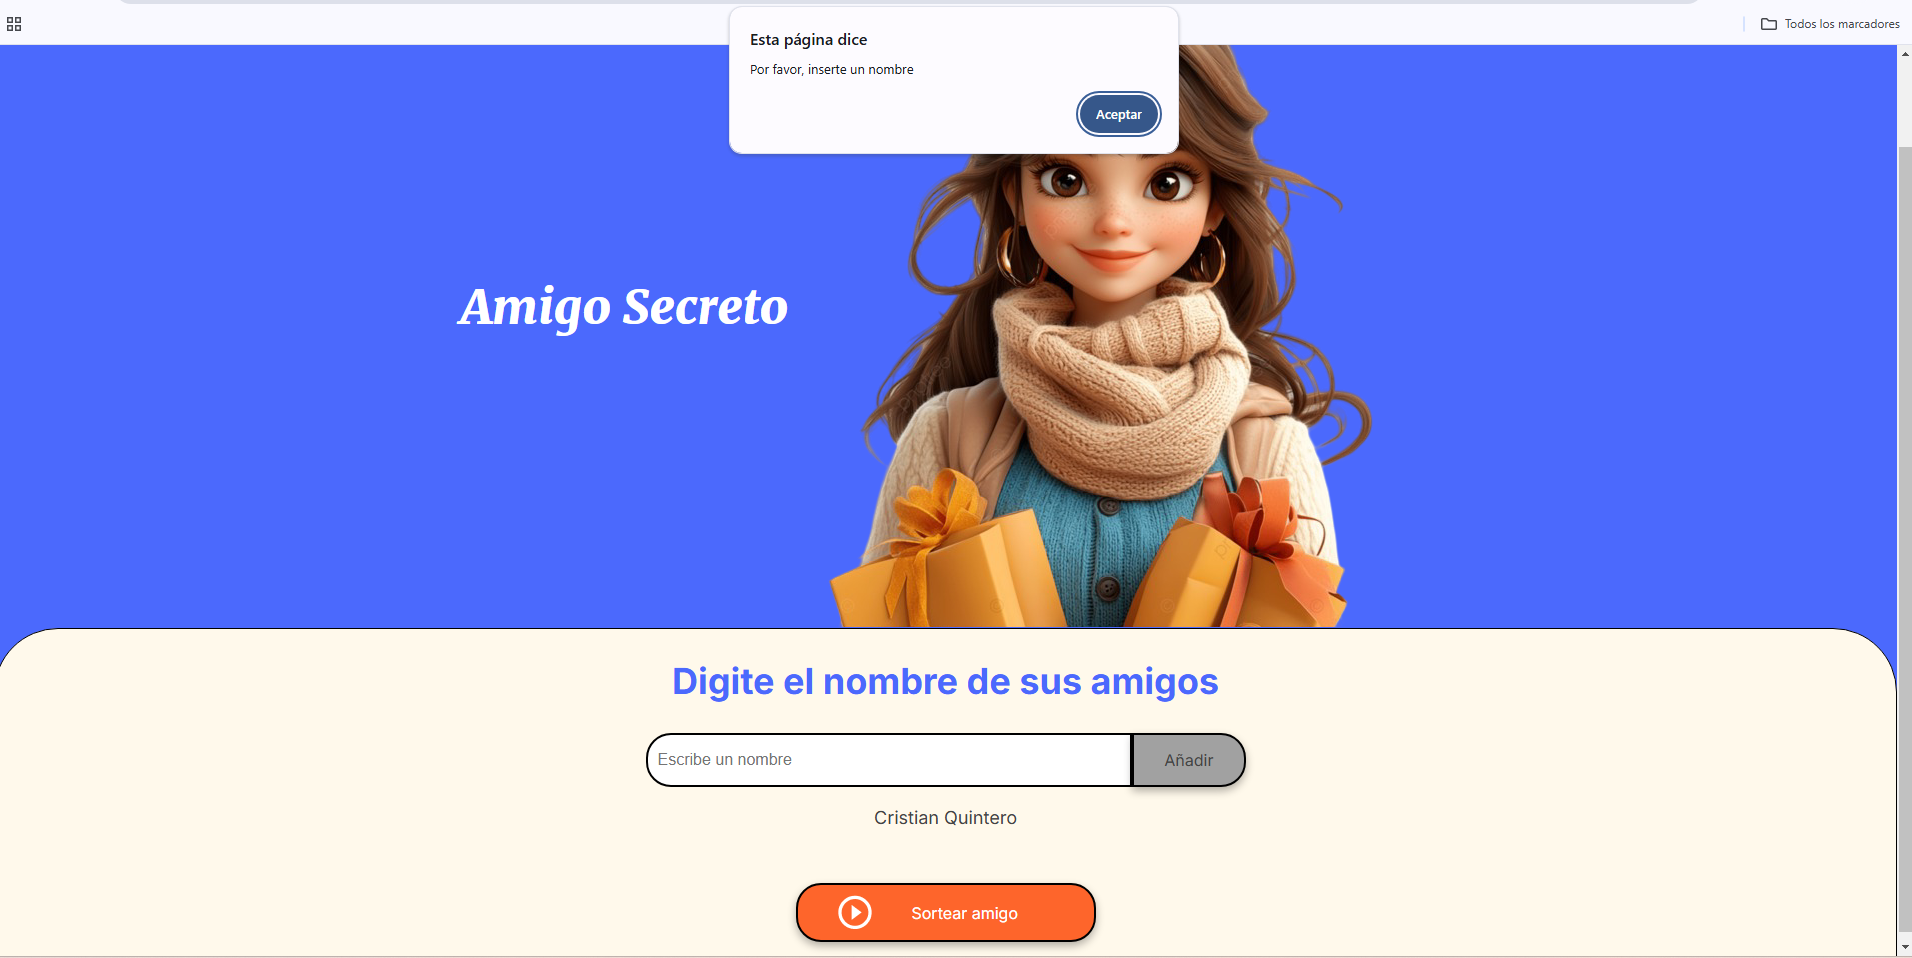 Todos los marcadores
Esta página dice
Por favor, inserte un nombre
Aceptar
Amigo Secreto
Digite el nombre de sus amigos
Escribe un nombre
Añadir
Cristian Quintero
Sortear amigo